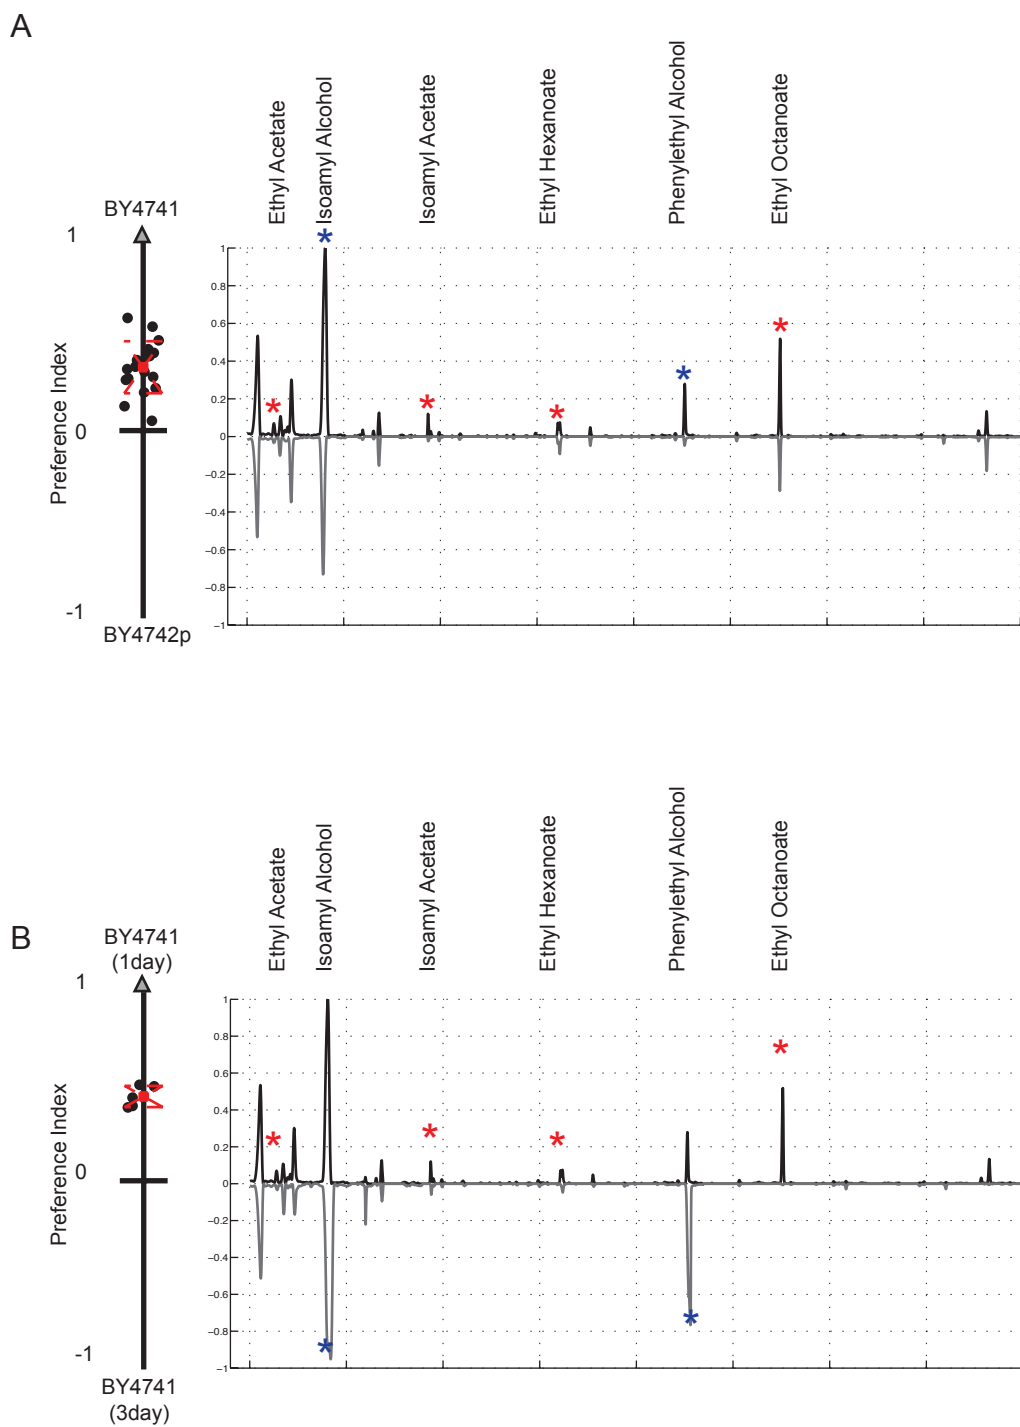 A
Ethyl Acetate
Isoamyl Alcohol
Isoamyl Acetate
Ethyl Hexanoate
Phenylethyl Alcohol
Ethyl Octanoate
BY4741
1
0
-1
Preference Index
BY4742p
1
0.8
0.6
0.4
0.2
0
−0.2
−0.4
−0.6
−0.8
−1
B
Ethyl Acetate
Isoamyl Alcohol
Isoamyl Acetate
Ethyl Hexanoate
Phenylethyl Alcohol
Ethyl Octanoate
BY4741
(1day)
1
0
-1
Preference Index
BY4741
(3day)
1
0.8
0.6
0.4
0.2
0
−0.2
−0.4
−0.6
−0.8
−1